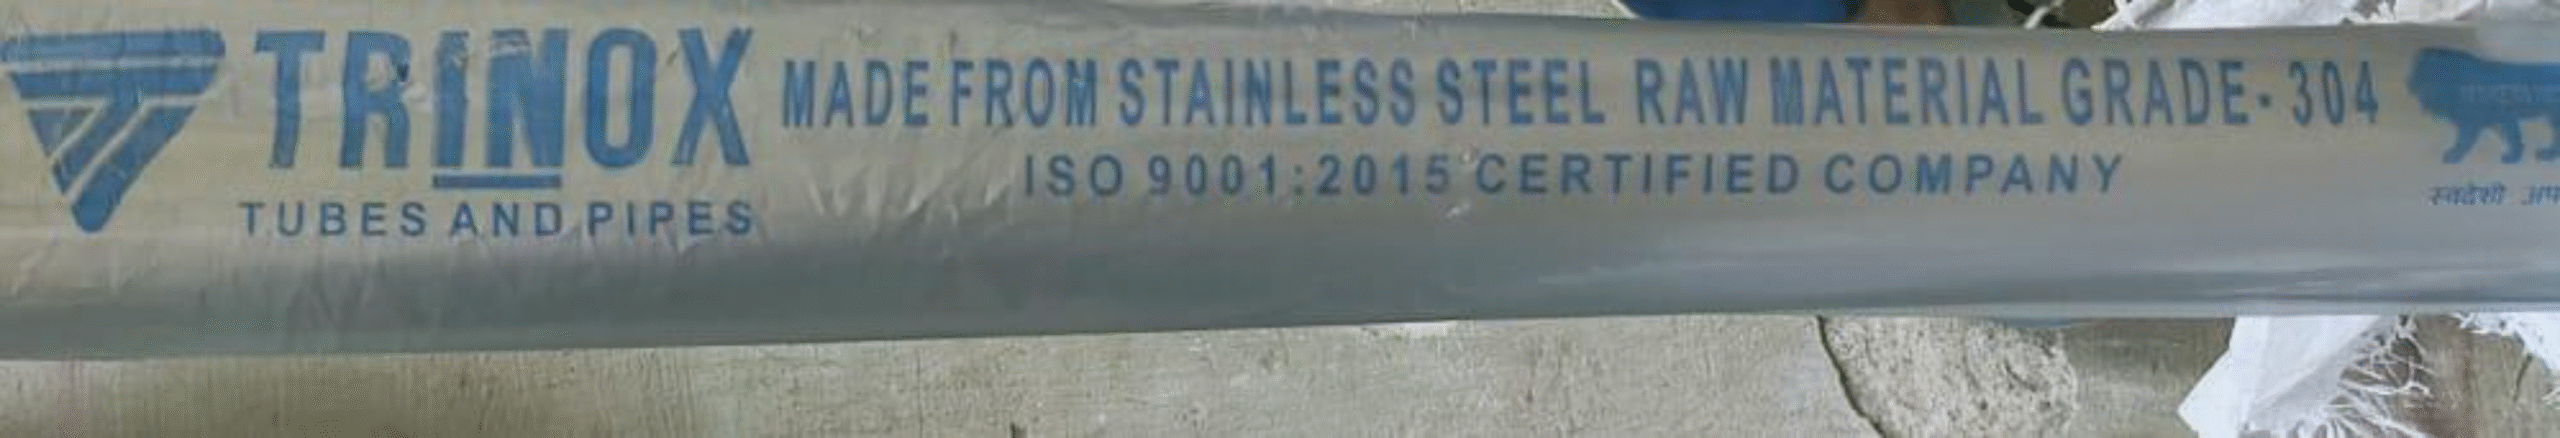 TRINOX
TUBES AND PIPES
MADE FROM STAINLESS STEEL RAW MATERIAL GRADE-304
ISO 9001:2015 CERTIFIED COMPANY
स्वदेशी